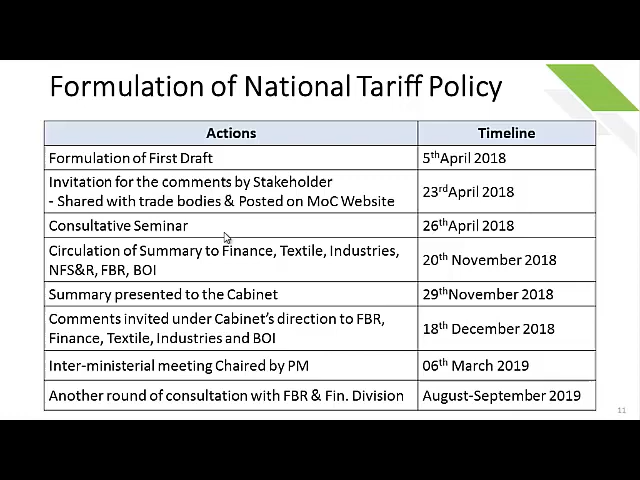 Formulation of National Tariff Policy
Actions
Timeline
Formulation of First Draft
5thApril 2018
Invitation for the comments by Stakeholder
- Shared with trade bodies & Posted on MoC Website
23rdApril 2018
Consultative Seminar
26thApril 2018
Circulation of Summary to Finance, Textile, Industries,
NFS&R, FBR, BOI
20th November 2018
Summary presented to the Cabinet
29thNovember 2018
Comments invited under Cabinet's direction to FBR,
Finance, Textile, Industries and BOI
18th December 2018
Inter-ministerial meeting Chaired by PM
06th March 2019
Another round of consultation with FBR & Fin. Division
August-September 2019
11